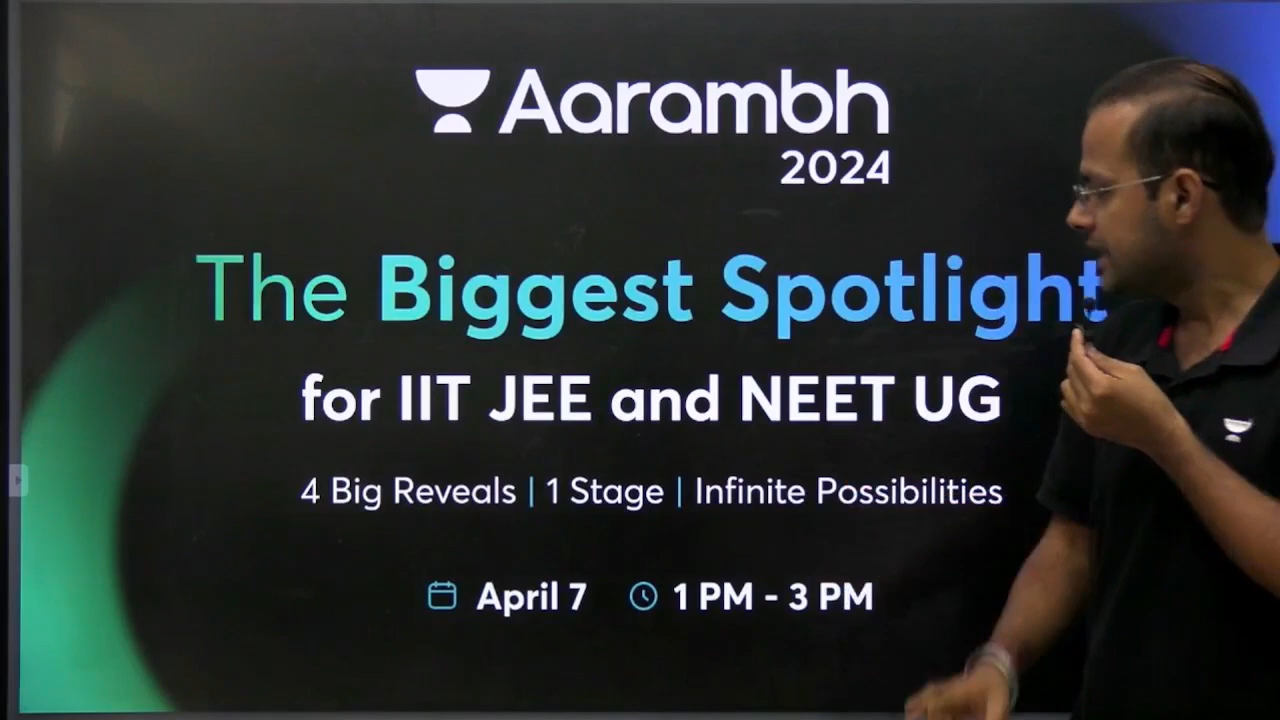 Aarambh
2024
The Biggest Spotlight
for IIT JEE and NEET UG
4 Big Reveals | 1 Stage | Infinite Possibilities
April 7 1 PM - 3 PM